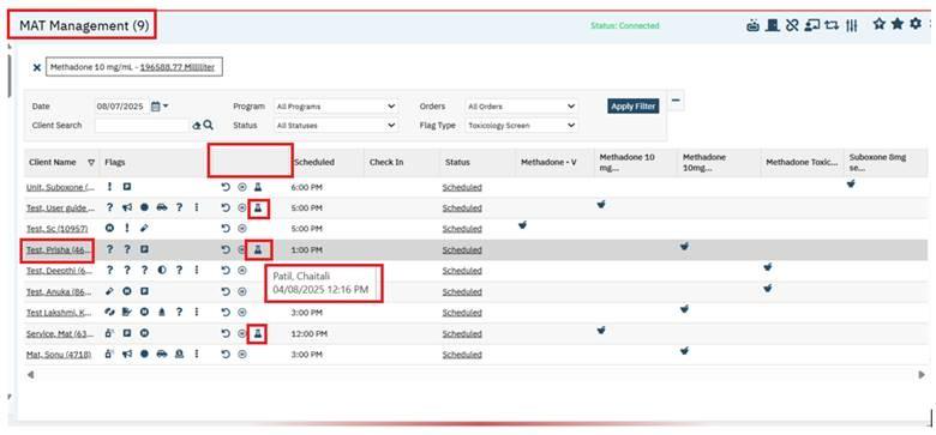 MAT Management (9)
Status: Connected
Methadone 10 mg/mL - 196588.77 Milliliter
Date 08/07/2025 Program All Programs Orders All Orders Apply Filter
Client Search Status All Statuses Flag Type Toxicology Screen
Client Name Flags Scheduled Check In Status Methadone - V Methadone 10 mg... Methadone 10mg... Methadone Toxic... Suboxone 8mg se...
Unit, Suboxone (... 6:00 PM Scheduled
Test, User guide... 5:00 PM Scheduled
Test, Sc (10957) 5:00 PM Scheduled
Test, Prisha (46... 1:00 PM Scheduled
Test, Deepthi (6... Scheduled
Patil, Chaitali
04/08/2025 12:16 PM
Test, Anuka (86... Scheduled
Test Lakshmi, K... 3:00 PM Scheduled
Service, Mat (63... 12:00 PM Scheduled
Mat, Sonu (4718) 3:00 PM Scheduled